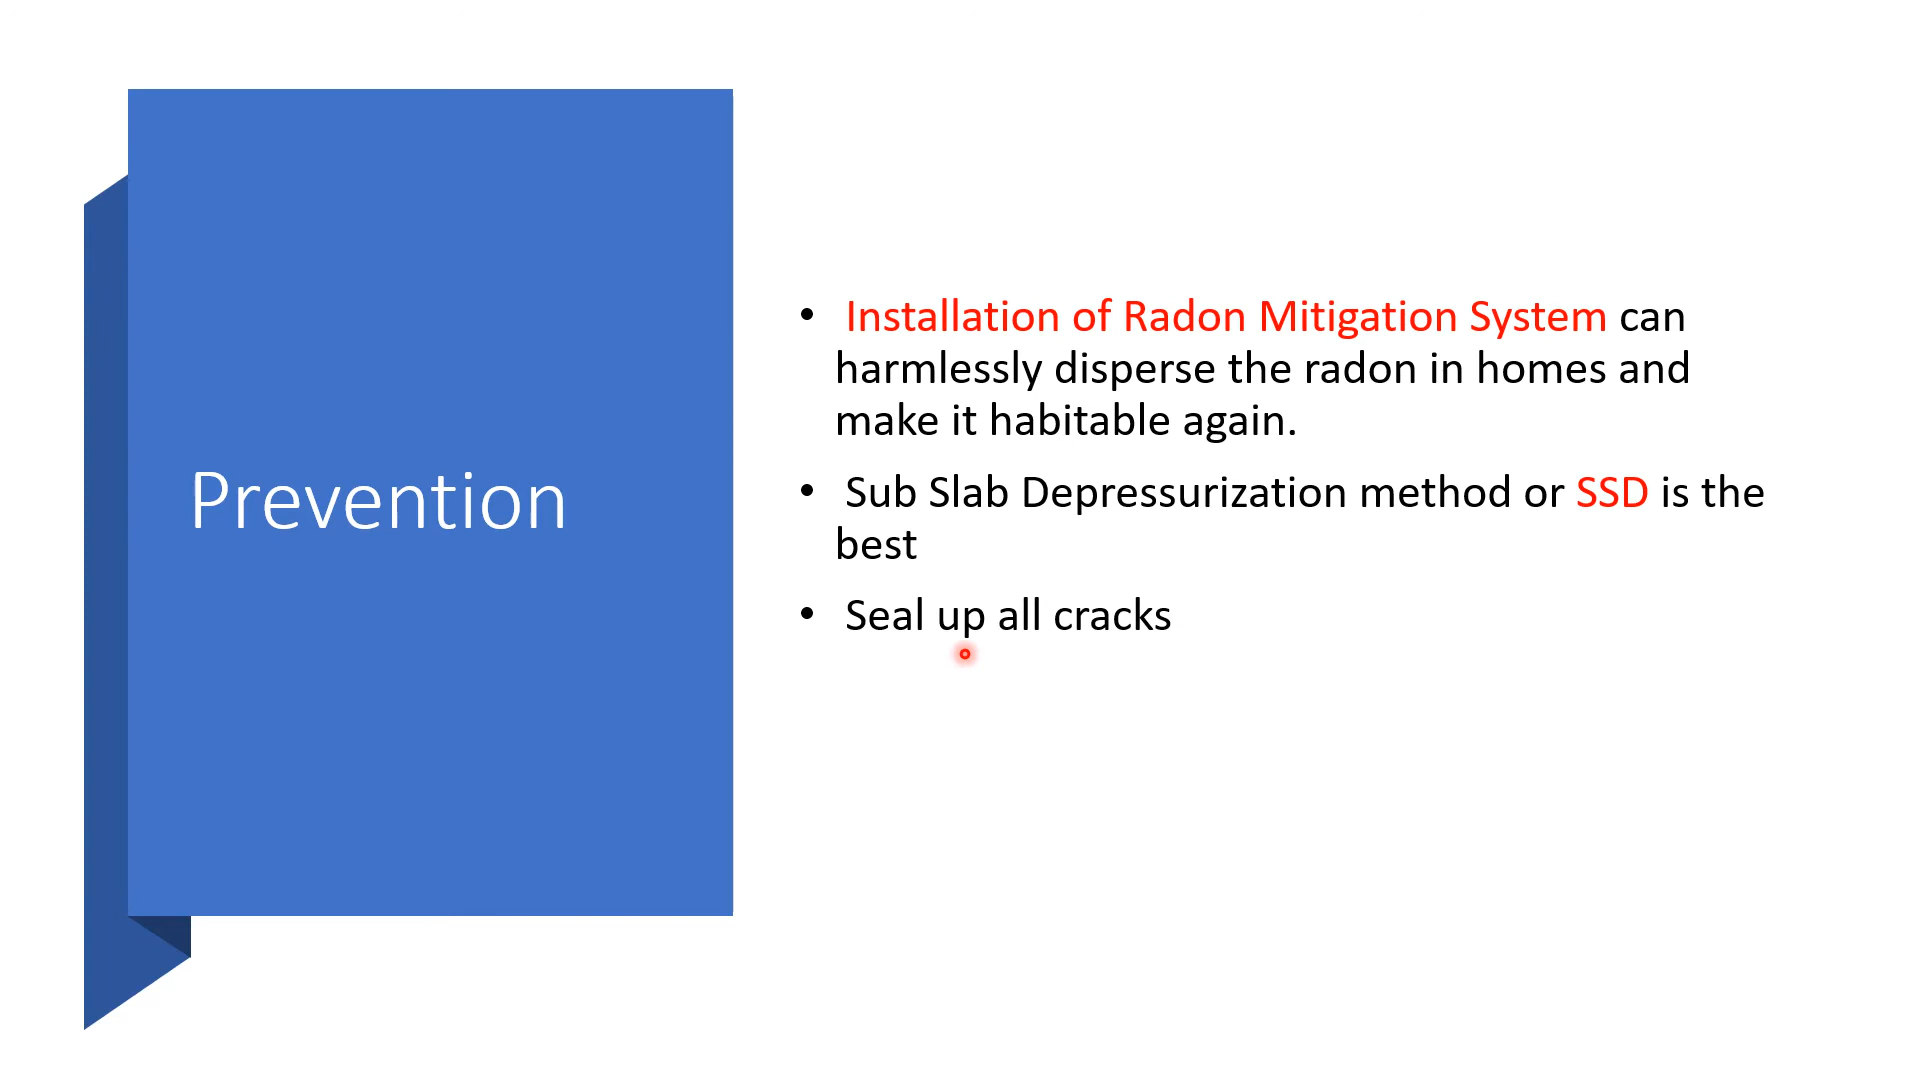 Prevention
• Installation of Radon Mitigation System can
harmlessly disperse the radon in homes and
make it habitable again.
• Sub Slab Depressurization method or SSD is the
best
• Seal up all cracks